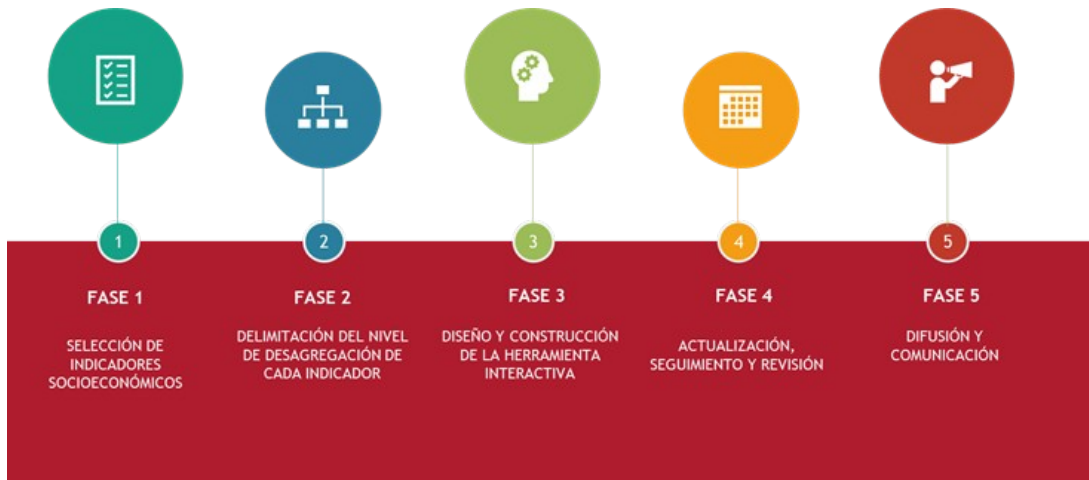 1
FASE 1
SELECCIÓN DE
INDICADORES
SOCIOECONÓMICOS
2
FASE 2
DELIMITACIÓN DEL NIVEL
DE DESAGREGACIÓN DE
CADA INDICADOR
3
FASE 3
DISEÑO Y CONSTRUCCIÓN
DE LA HERRAMIENTA
INTERACTIVA
4
FASE 4
ACTUALIZACIÓN,
SEGUIMIENTO Y REVISIÓN
5
FASE 5
DIFUSIÓN Y
COMUNICACIÓN